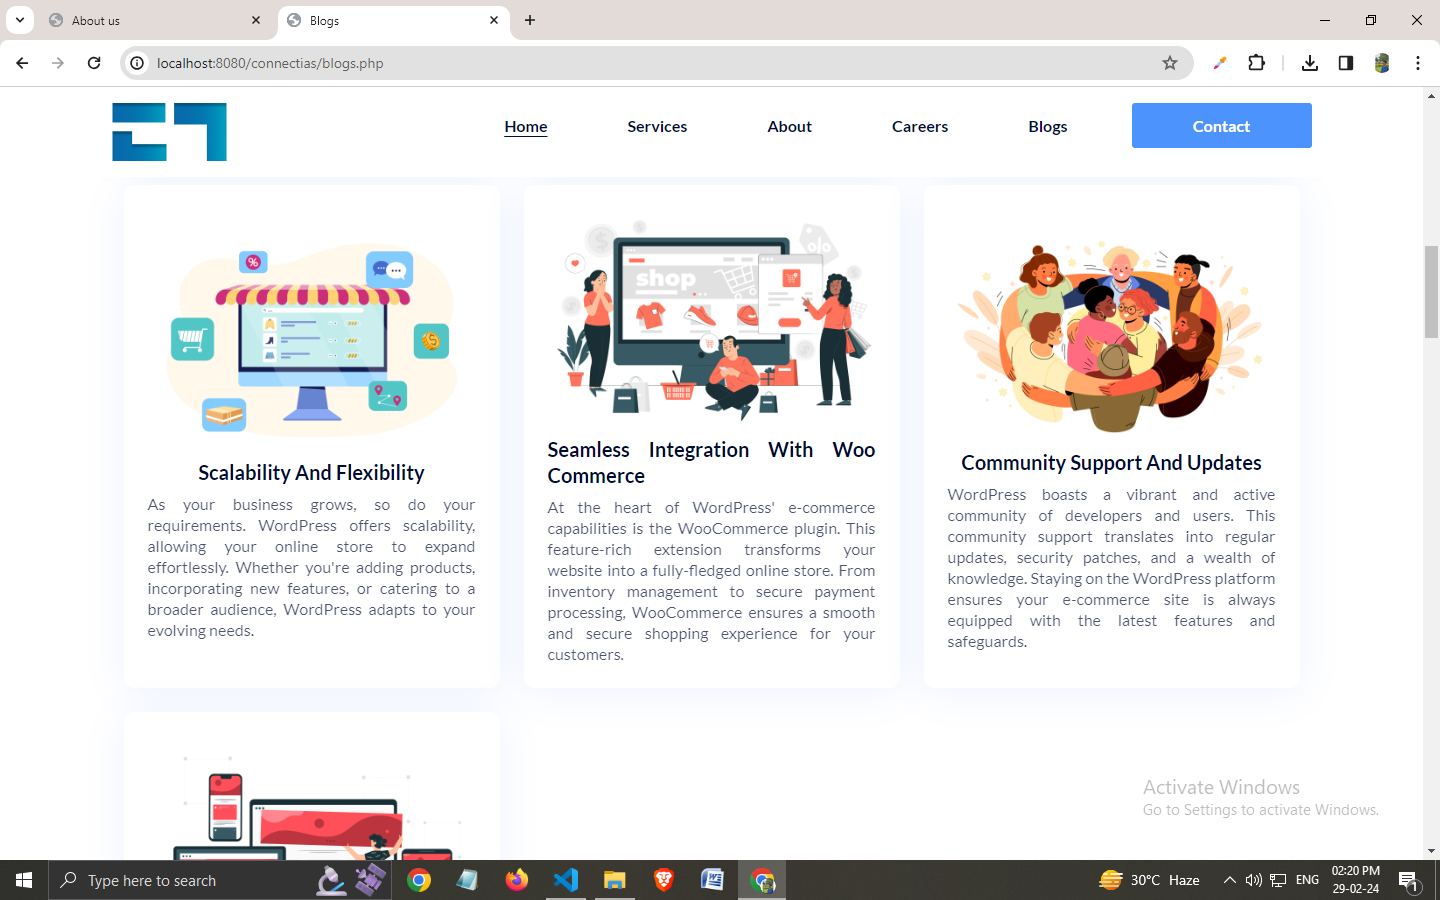 About us
Blogs
localhost:8080/connectias/blogs.php
Home
Services
About
Careers
Blogs
Contact
Scalability And Flexibility
As your business grows, so do your
requirements. WordPress offers scalability,
allowing your online store to expand
effortlessly. Whether you're adding products,
incorporating new features, or catering to a
broader audience, WordPress adapts to your
evolving needs.
shop
Seamless Integration With Woo
Commerce
At the heart of WordPress' e-commerce
capabilities is the WooCommerce plugin. This
feature-rich extension transforms your
website into a fully-fledged online store. From
inventory management to secure payment
processing, WooCommerce ensures a smooth
and secure shopping experience for your
customers.
Community Support And Updates
WordPress boasts a vibrant and active
community of developers and users. This
community support translates into regular
updates, security patches, and a wealth of
knowledge. Staying on the WordPress platform
ensures your e-commerce site is always
equipped with the latest features and
safeguards.
Activate Windows
Go to Settings to activate Windows.
Type here to search
30°C Haze
ENG
02:20 PM
29-02-24
1